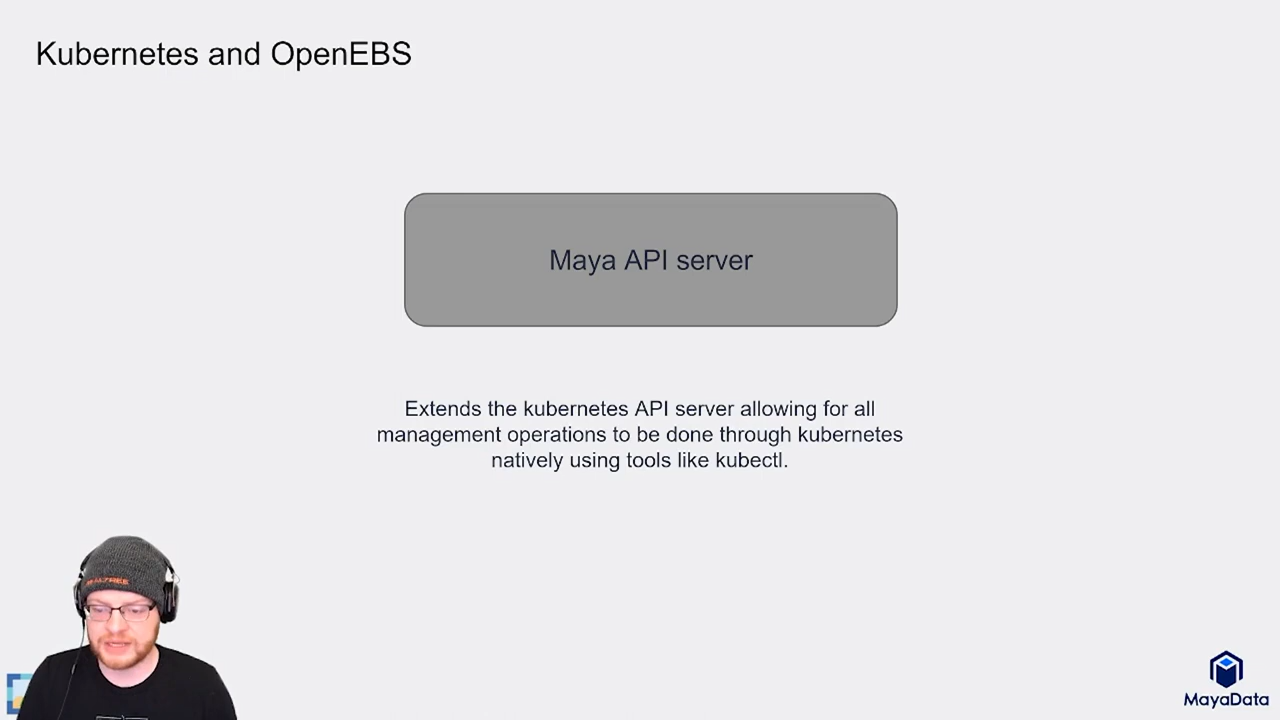 Kubernetes and OpenEBS
Maya API server
Extends the kubernetes API server allowing for all
management operations to be done through kubernetes
natively using tools like kubectl.
MayaData